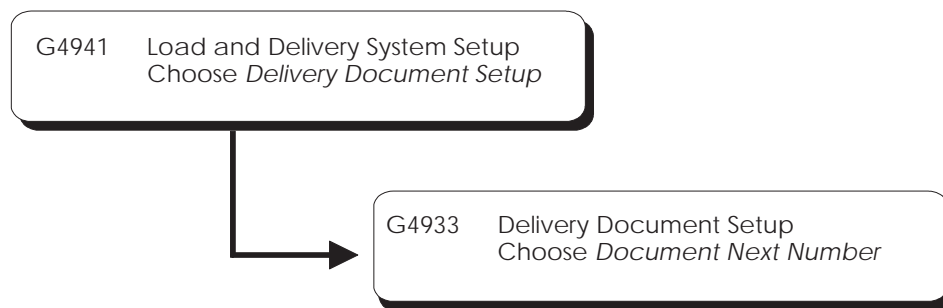 G4941 Load and Delivery System Setup
Choose Delivery Document Setup
G4933 Delivery Document Setup
Choose Document Next Number